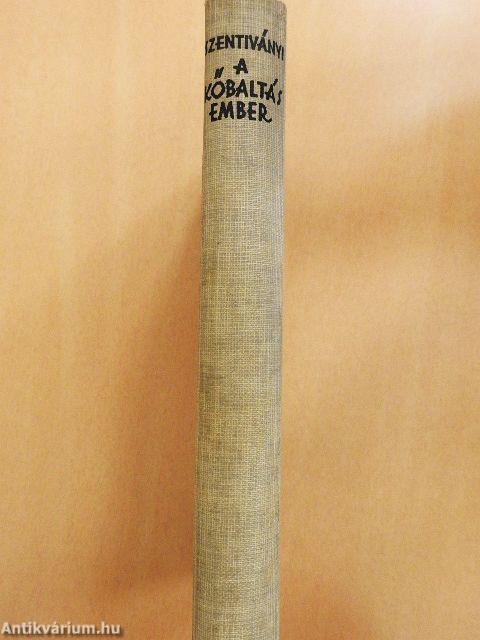 SZENTIVÁNYI
A
KŐBALTÁS
EMBER
Antikvárium.hu